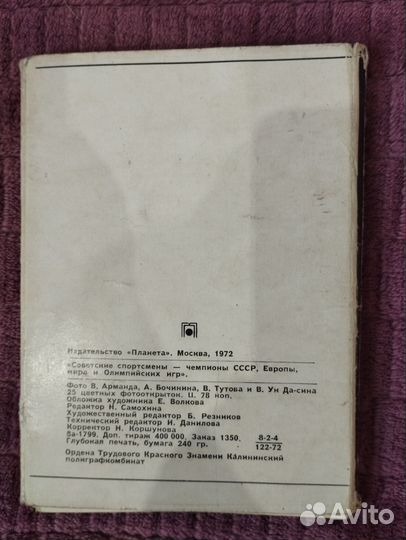 Издательство «Планета». Москва, 1972
«Советские спортсмены — чемпионы СССР, Европы,
мира и Олимпийских игр».
Фото В. Арманда, А. Бочинина, В. Тутова и В. Ун Да-сина
25 цветных фотооткрыток. Ц. 78 коп.
Обложка художника Е. Волкова
Редактор Н. Самохина
Художественный редактор Б. Резников
Технический редактор И. Данилова
Корректор Н. Коршунова
5а-1799. Доп. тираж 400 000. Заказ 1350. 8-2-4
122-72
Глубокая печать, бумага 240 гр.
Ордена Трудового Красного Знамени Калининский
полиграфкомбинат
Avito